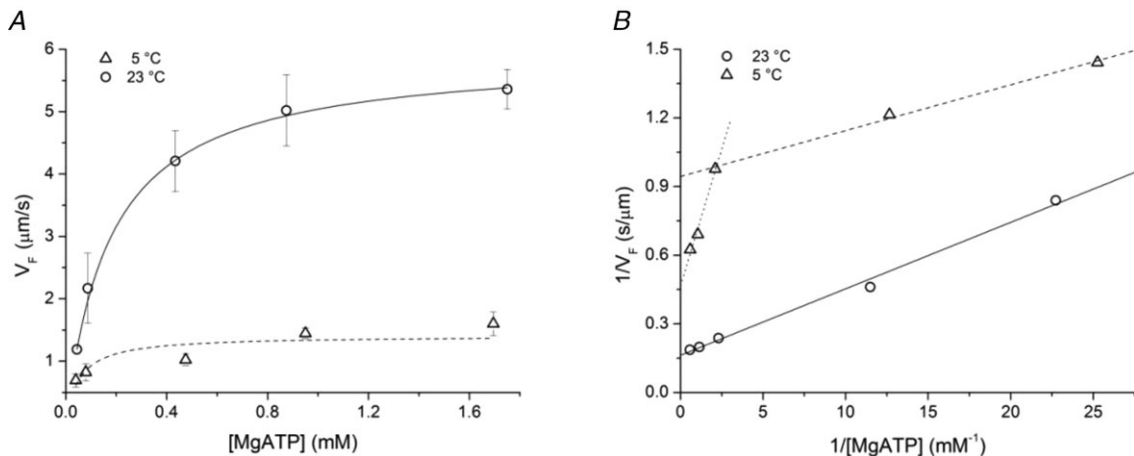 A
△ 5 °C
○ 23 °C
V_F (μm/s)
6
5
4
3
2
1
0.0 0.4 0.8 1.2 1.6
[MgATP] (mM)
B
○ 23 °C
△ 5 °C
1/V_F (s/μm)
1.5
1.2
0.9
0.6
0.3
0.0
0 5 10 15 20 25
1/[MgATP] (mM⁻¹)